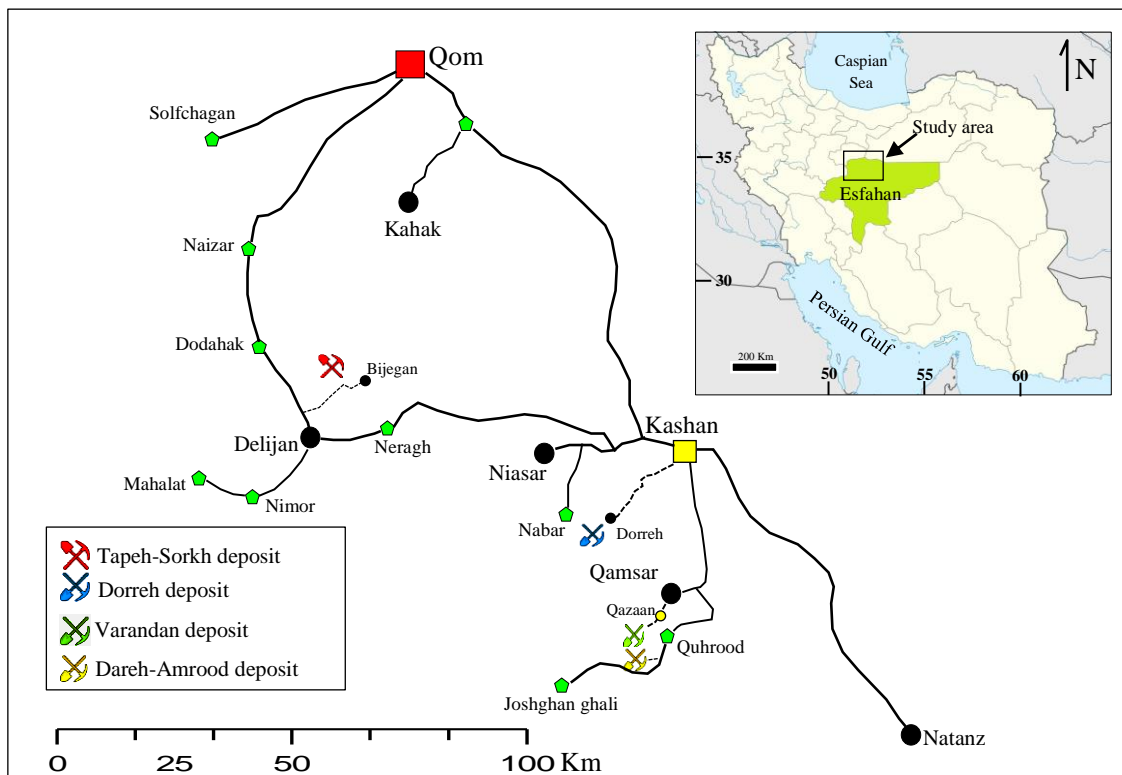 Qom
Solfchagan
Kahak
Naizar
Dodahak
Bijegan
Delijan
Neragh
Mahalat
Nimor
Kashan
Niasar
Nabar
Dorreh
Qamsar
Qazaan
Quhrood
Joshghan ghali
Natanz
Caspian
Sea
N
Study area
35
Esfahan
30
Persian Gulf
200 Km
50
55
60
Tapeh-Sorkh deposit
Dorreh deposit
Varandan deposit
Dareh-Amrood deposit
0 25 50 100 Km